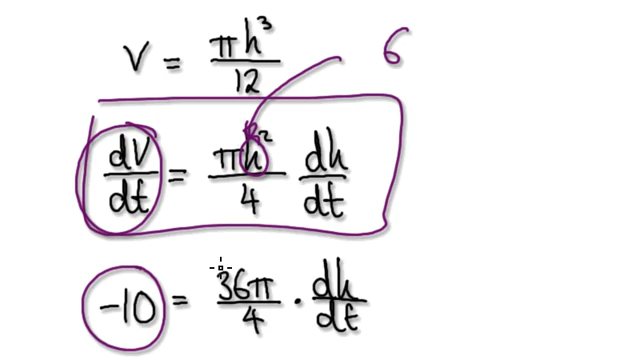 V = πh³/12 6
dV/dt = πh²/4 dh/dt
-10 = 36π/4 · dh/dt